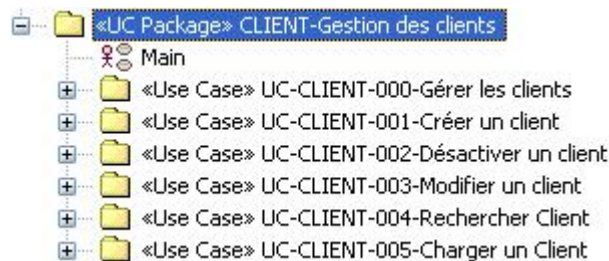 «UC Package» CLIENT-Gestion des clients
Main
«Use Case» UC-CLIENT-000-Gérer les clients
«Use Case» UC-CLIENT-001-Créer un client
«Use Case» UC-CLIENT-002-Désactiver un client
«Use Case» UC-CLIENT-003-Modifier un client
«Use Case» UC-CLIENT-004-Rechercher Client
«Use Case» UC-CLIENT-005-Charger un Client